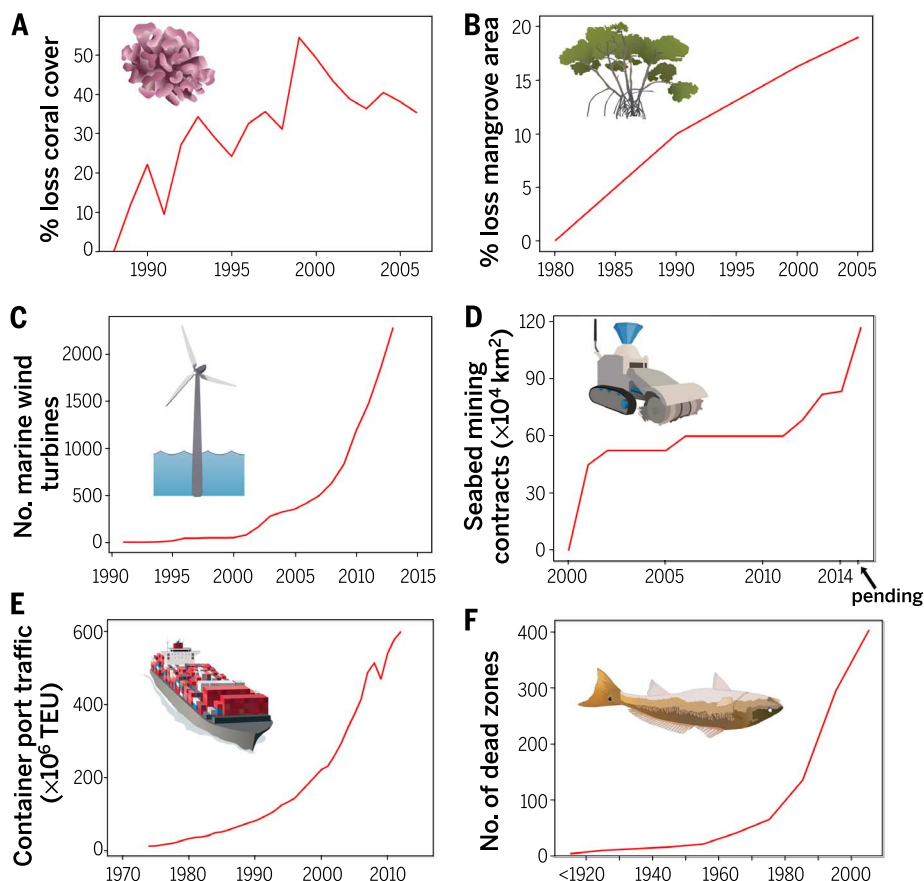 A
% loss coral cover
50
40
30
20
10
0
1990 1995 2000 2005
B
% loss mangrove area
20
15
10
5
0
1980 1985 1990 1995 2000 2005
C
No. marine wind
turbines
2000
1500
1000
500
0
1990 1995 2000 2005 2010 2015
D
Seabed mining
contracts (×10⁴ km²)
120
90
60
30
0
2000 2005 2010 2014
pending
E
Container port traffic
(×10⁶ TEU)
600
400
200
0
1970 1980 1990 2000 2010
F
No. of dead zones
400
300
200
100
0
<1920 1940 1960 1980 2000